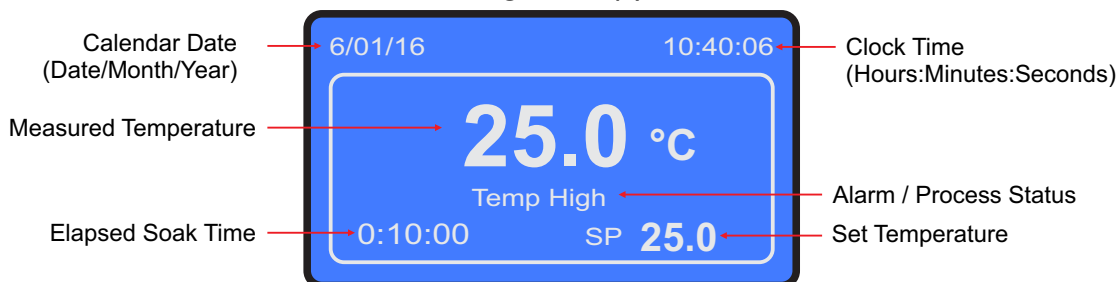 Calendar Date
(Date/Month/Year)
6/01/16
10:40:06
Clock Time
(Hours:Minutes:Seconds)
Measured Temperature
25.0 °C
Temp High
Alarm / Process Status
Elapsed Soak Time
0:10:00
SP 25.0
Set Temperature